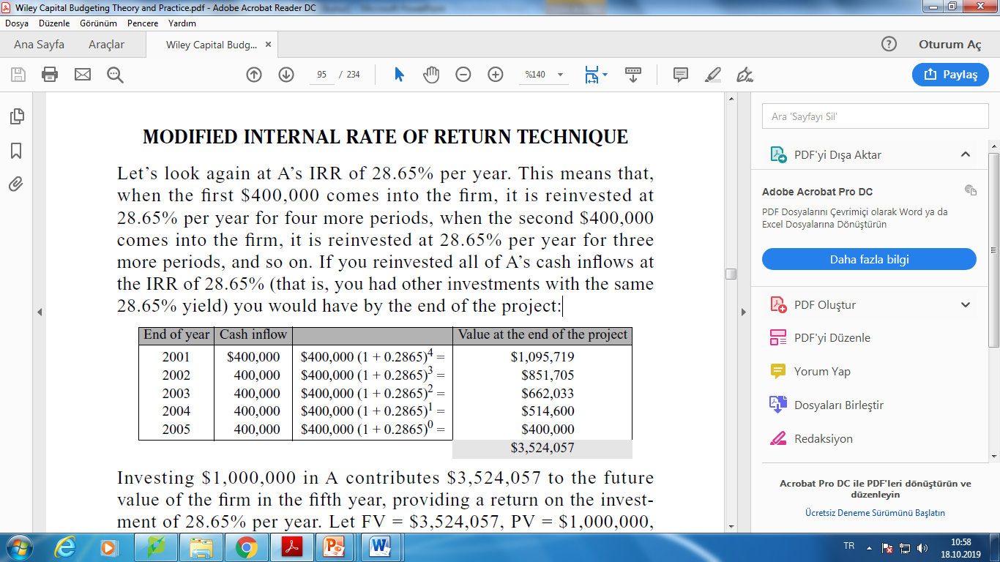 Wiley Capital Budgeting Theory and Practice.pdf - Adobe Acrobat Reader DC
Dosya Düzenle Görünüm Pencere Yardım
Ana Sayfa Araçlar Wiley Capital Budg... × ? Oturum Aç
95 / 234 %140 Paylaş
MODIFIED INTERNAL RATE OF RETURN TECHNIQUE
Let’s look again at A’s IRR of 28.65% per year. This means that,
when the first $400,000 comes into the firm, it is reinvested at
28.65% per year for four more periods, when the second $400,000
comes into the firm, it is reinvested at 28.65% per year for three
more periods, and so on. If you reinvested all of A’s cash inflows at
the IRR of 28.65% (that is, you had other investments with the same
28.65% yield) you would have by the end of the project:
End of year Cash inflow Value at the end of the project
2001 $400,000 $400,000 (1 + 0.2865)⁴ = $1,095,719
2002 400,000 $400,000 (1 + 0.2865)³ = $851,705
2003 400,000 $400,000 (1 + 0.2865)² = $662,033
2004 400,000 $400,000 (1 + 0.2865)¹ = $514,600
2005 400,000 $400,000 (1 + 0.2865)⁰ = $400,000
$3,524,057
Investing $1,000,000 in A contributes $3,524,057 to the future
value of the firm in the fifth year, providing a return on the invest-
ment of 28.65% per year. Let FV = $3,524,057, PV = $1,000,000,
Ara 'Sayfayı Sil'
PDF'yi Dışa Aktar
Adobe Acrobat Pro DC
PDF Dosyalarını Çevrimiçi olarak Word ya da
Excel Dosyalarına Dönüştürün
Daha fazla bilgi
PDF Oluştur
PDF'yi Düzenle
Yorum Yap
Dosyaları Birleştir
Redaksiyon
Acrobat Pro DC ile PDF'leri dönüştürün ve
düzenleyin
Ücretsiz Deneme Sürümünü Başlatın
TR 10:58
18.10.2019